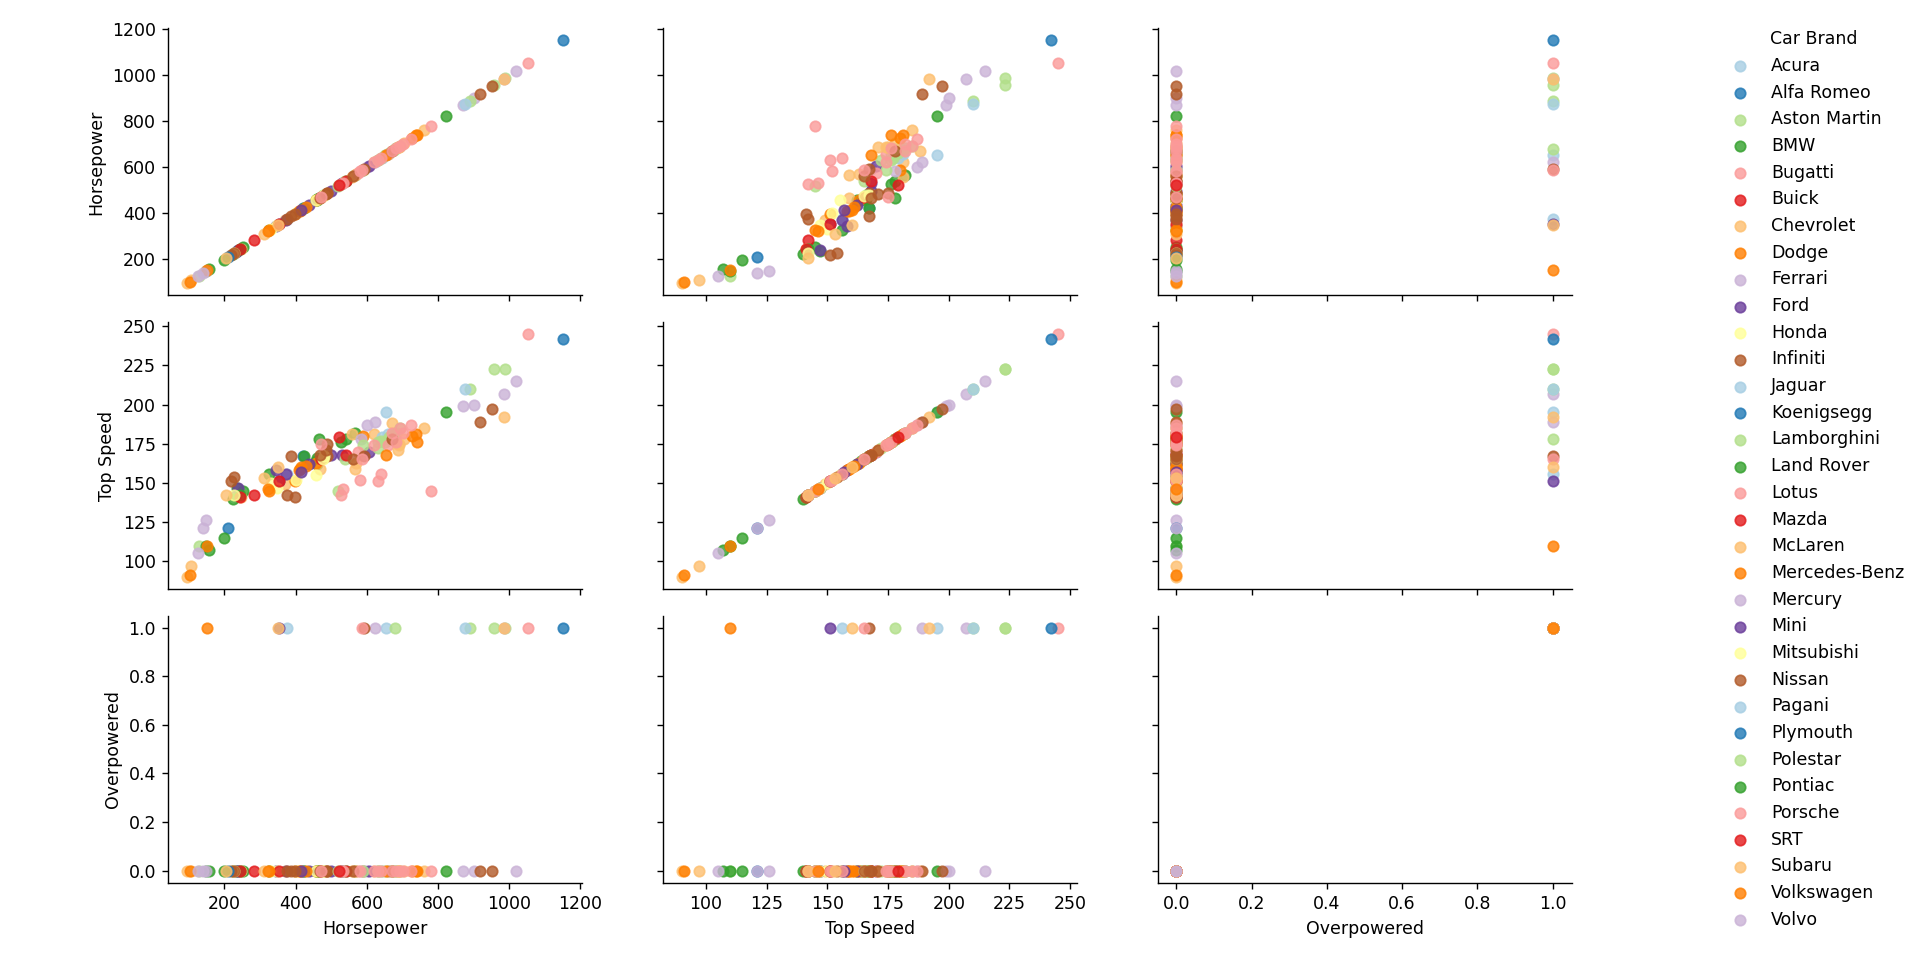 1200
1000
800
600
400
200
Horsepower
250
225
200
175
150
125
100
Top Speed
1.0
0.8
0.6
0.4
0.2
0.0
Overpowered
200 400 600 800 1000 1200
Horsepower
100 125 150 175 200 225 250
Top Speed
0.0 0.2 0.4 0.6 0.8 1.0
Overpowered
Car Brand
Acura
Alfa Romeo
Aston Martin
BMW
Bugatti
Buick
Chevrolet
Dodge
Ferrari
Ford
Honda
Infiniti
Jaguar
Koenigsegg
Lamborghini
Land Rover
Lotus
Mazda
McLaren
Mercedes-Benz
Mercury
Mini
Mitsubishi
Nissan
Pagani
Plymouth
Polestar
Pontiac
Porsche
SRT
Subaru
Volkswagen
Volvo